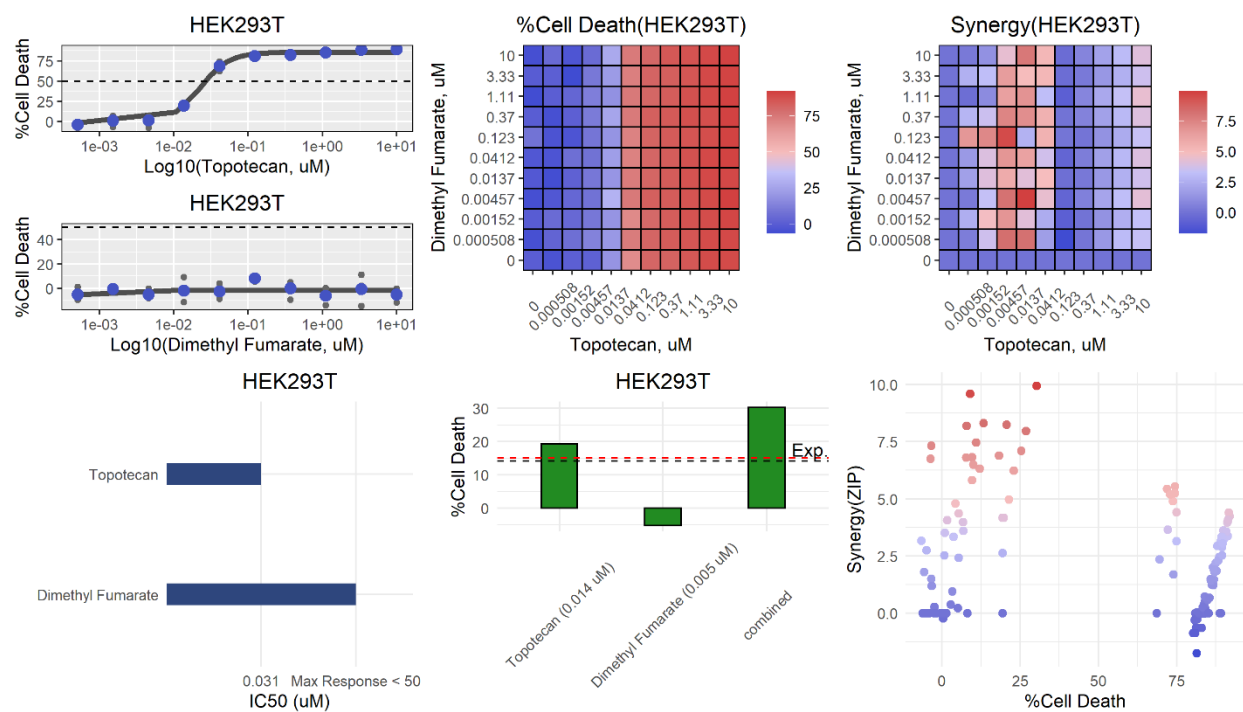 HEK293T
%Cell Death
75
50
25
0
1e-03
1e-02
1e-01
1e+00
1e+01
Log10(Topotecan, uM)
HEK293T
%Cell Death
40
20
0
1e-03
1e-02
1e-01
1e+00
1e+01
Log10(Dimethyl Fumarate, uM)
%Cell Death(HEK293T)
Dimethyl Fumarate, uM
10
3.33
1.11
0.37
0.123
0.0412
0.0137
0.00457
0.00152
0.000508
0
0
0.000508
0.00152
0.00457
0.0137
0.0412
0.123
0.37
1.11
3.33
10
Topotecan, uM
75
50
25
0
Synergy(HEK293T)
Dimethyl Fumarate, uM
10
3.33
1.11
0.37
0.123
0.0412
0.0137
0.00457
0.00152
0.000508
0
0
0.000508
0.00152
0.00457
0.0137
0.0412
0.123
0.37
1.11
3.33
10
Topotecan, uM
7.5
5.0
2.5
0.0
HEK293T
Topotecan
Dimethyl Fumarate
0.031
Max Response < 50
IC50 (uM)
HEK293T
%Cell Death
30
20
10
0
Exp.
Topotecan (0.014 uM)
Dimethyl Fumarate (0.005 uM)
combined
Synergy(ZIP)
10.0
7.5
5.0
2.5
0.0
0
25
50
75
%Cell Death